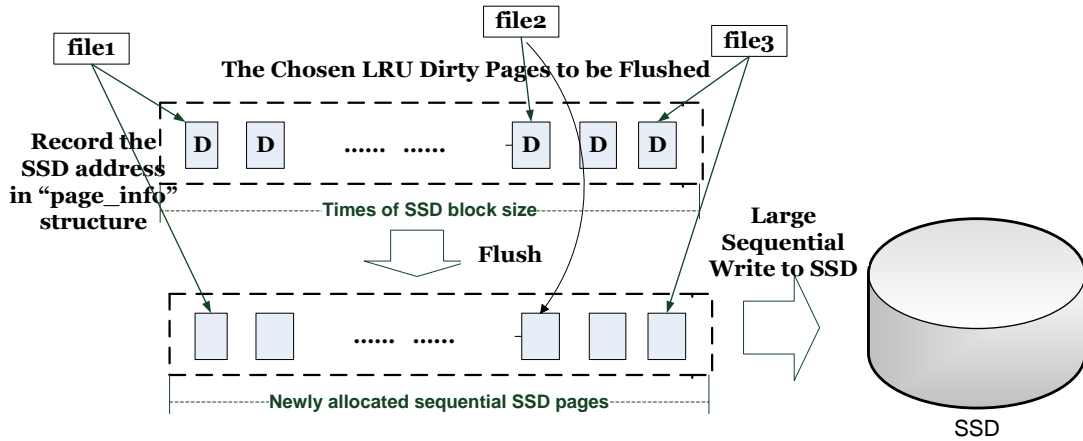 file1
file2
file3
The Chosen LRU Dirty Pages to be Flushed
D D ...... ...... D D D
Record the
SSD address
in “page_info”
structure
Times of SSD block size
Flush
Large
Sequential
Write to SSD
...... ......
Newly allocated sequential SSD pages
SSD